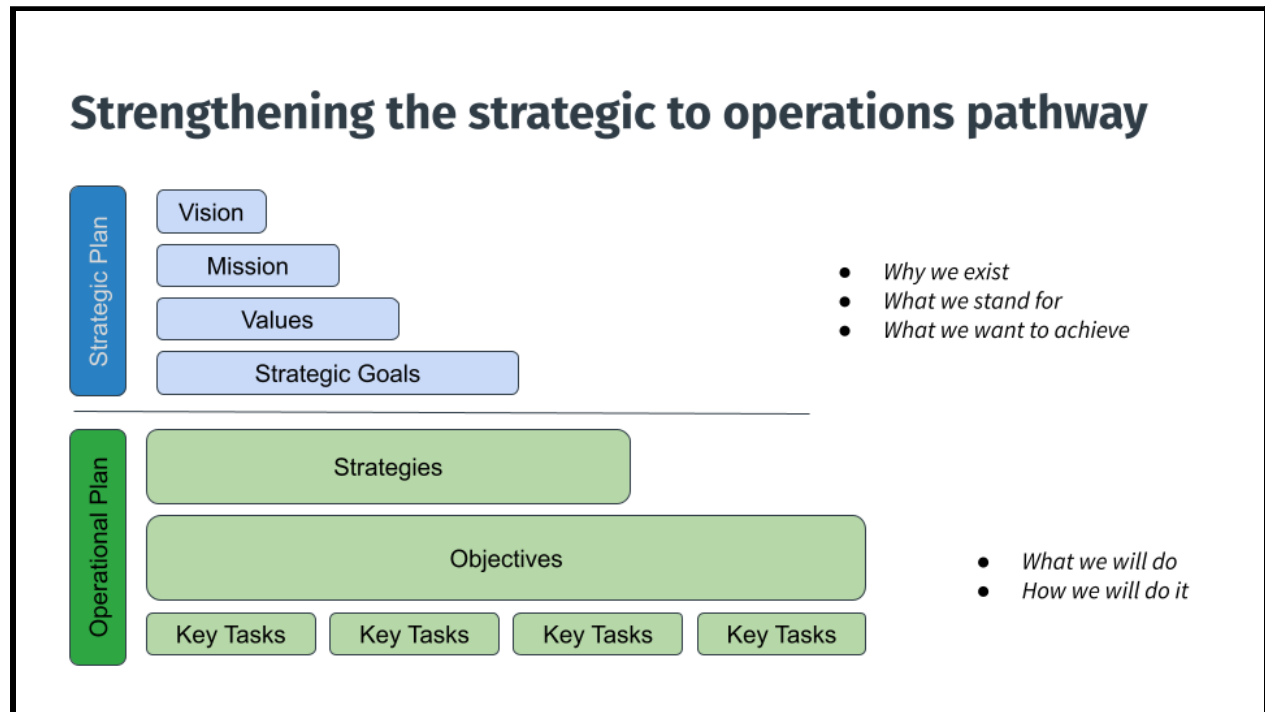 Strengthening the strategic to operations pathway
Strategic Plan
Vision
Mission
Values
Strategic Goals
● Why we exist
● What we stand for
● What we want to achieve
Operational Plan
Strategies
Objectives
Key Tasks
Key Tasks
Key Tasks
Key Tasks
● What we will do
● How we will do it